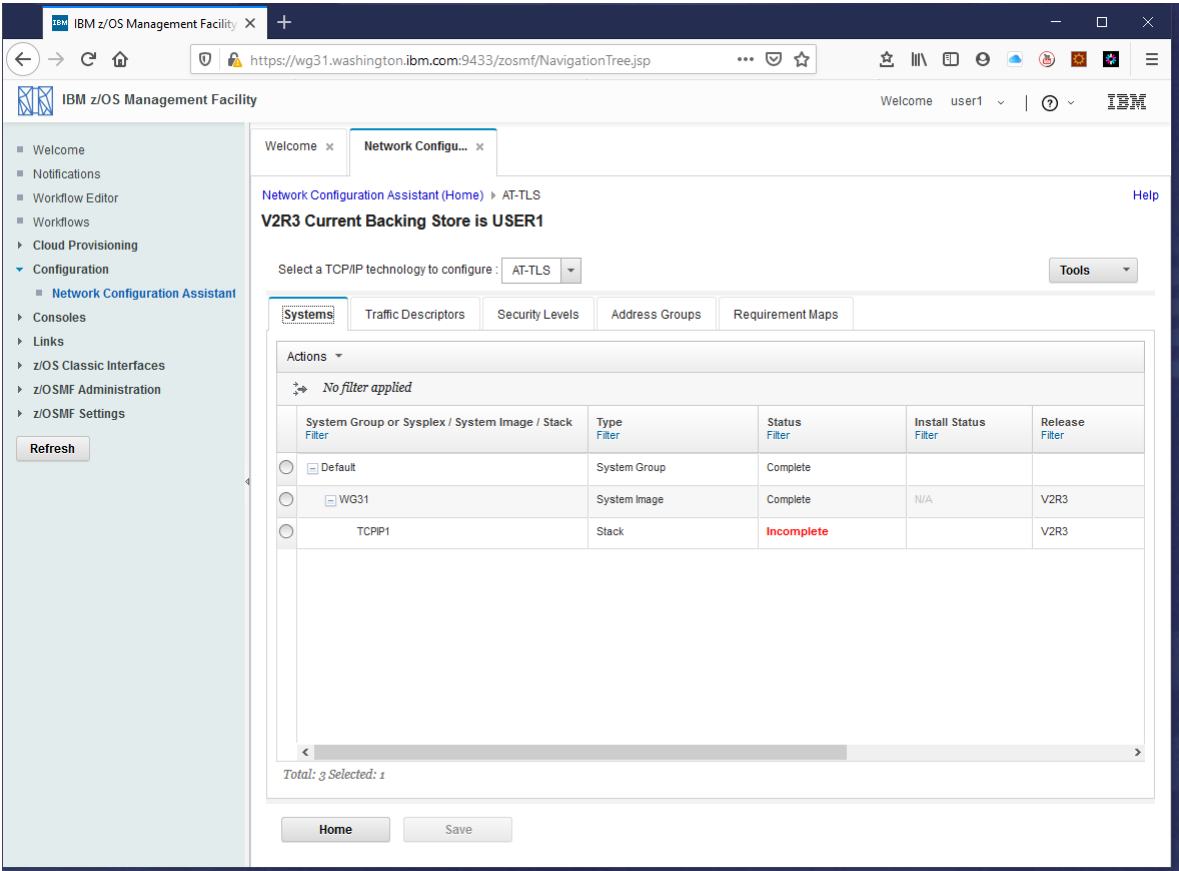 IBM IBM z/OS Management Facility
https://wg31.washington.ibm.com:9433/zosmf/NavigationTree.jsp
IBM z/OS Management Facility
Welcome user1
IBM
Welcome
Notifications
Workflow Editor
Workflows
Cloud Provisioning
Configuration
Network Configuration Assistant
Consoles
Links
z/OS Classic Interfaces
z/OSMF Administration
z/OSMF Settings
Refresh
Welcome Network Configu...
Network Configuration Assistant (Home) AT-TLS Help
V2R3 Current Backing Store is USER1
Select a TCP/IP technology to configure : AT-TLS Tools
Systems Traffic Descriptors Security Levels Address Groups Requirement Maps
Actions
No filter applied
System Group or Sysplex / System Image / Stack Type Status Install Status Release
Filter Filter Filter Filter Filter
Default System Group Complete
WG31 System Image Complete N/A V2R3
TCPIP1 Stack Incomplete V2R3
Total: 3 Selected: 1
Home Save